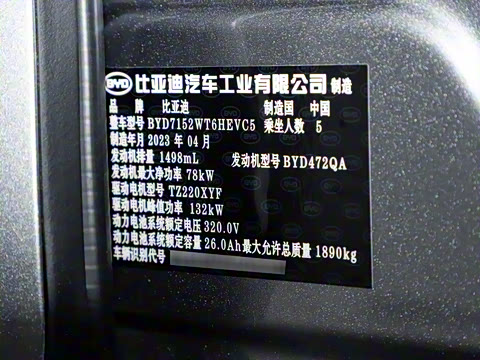 BYD 比亚迪汽车工业有限公司 制造
品 牌 比亚迪 制造国 中国
整车型号 BYD7152WT6HEVC5 乘坐人数 5
制造年月 2023 年 04 月
发动机排量 1498mL 发动机型号 BYD472QA
发动机最大净功率 78kW
驱动电机型号 TZ220XYF
驱动电机峰值功率 132kW
动力电池系统额定电压 320.0V
动力电池系统额定容量 26.0Ah 最大允许总质量 1890kg
车辆识别代号